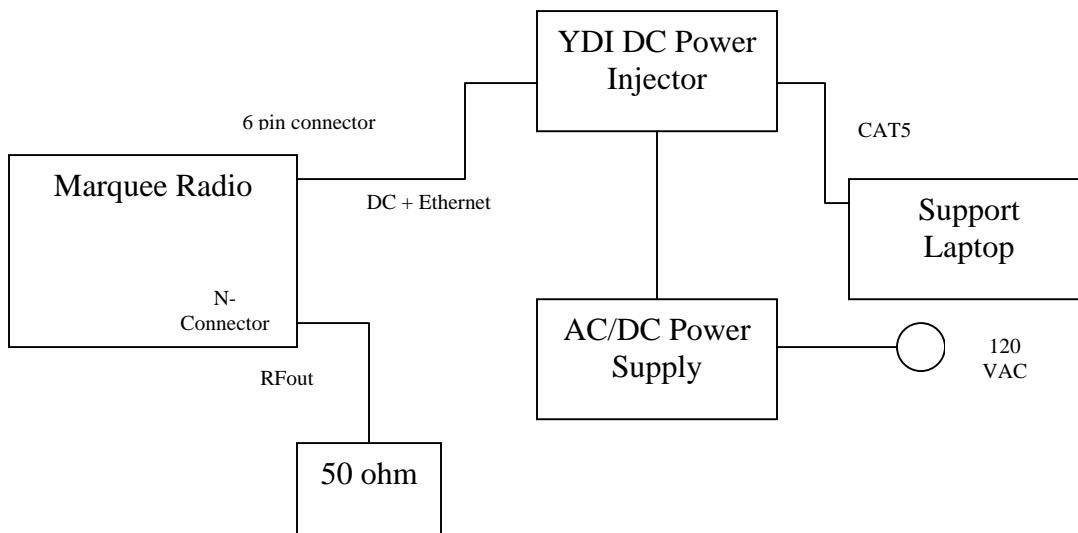 YDI DC Power
Injector
6 pin connector
CAT5
Marquee Radio
DC + Ethernet
Support
Laptop
N-
Connector
AC/DC Power
Supply
120
VAC
RFout
50 ohm